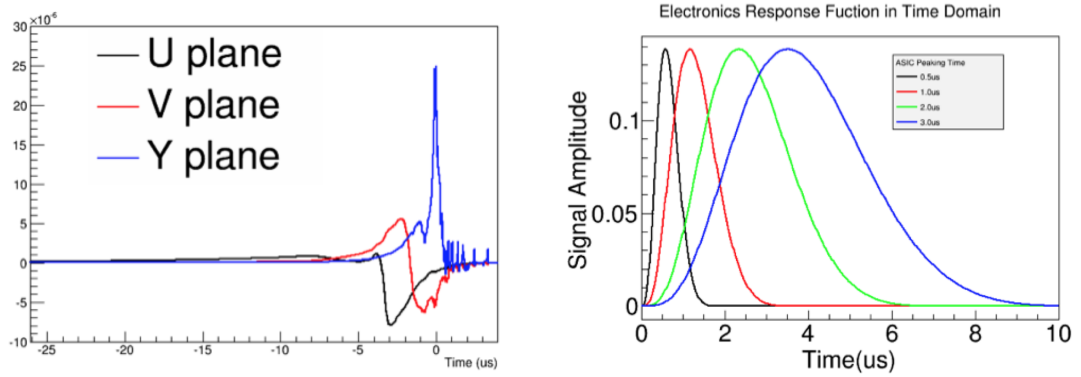 ×10⁻⁶
30
25
20
15
10
5
0
-5
-10
U plane
V plane
Y plane
-25
-20
-15
-10
-5
0
Time (us)
Electronics Response Fuction in Time Domain
Signal Amplitude
0.1
0.05
0
ASIC Peaking Time
0.5us
1.0us
2.0us
3.0us
0
2
4
6
8
10
Time(us)